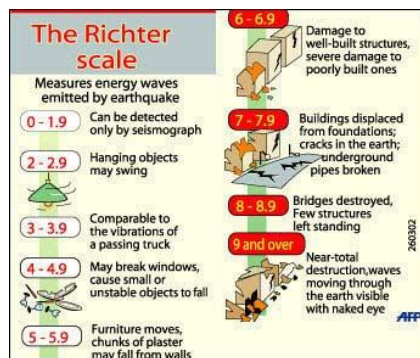 The Richter
scale
Measures energy waves
emitted by earthquake
0 - 1.9
Can be detected
only by seismograph
2 - 2.9
Hanging objects
may swing
3 - 3.9
Comparable to
the vibrations of
a passing truck
4 - 4.9
May break windows,
cause small or
unstable objects to fall
5 - 5.9
Furniture moves,
chunks of plaster
may fall from walls
6 - 6.9
Damage to
well-built structures,
severe damage to
poorly built ones
7 - 7.9
Buildings displaced
from foundations;
cracks in the earth;
underground
pipes broken
8 - 8.9
Bridges destroyed,
Few structures
left standing
9 and over
Near-total
destruction,waves
moving through
the earth visible
with naked eye
260302
AFP